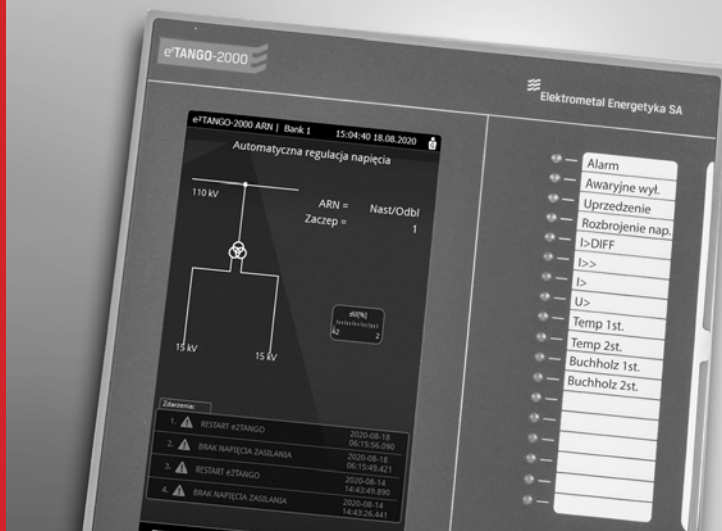 e²TANGO-2000
Elektrometal Energetyka SA
e²TANGO-2000 ARN | Bank 1 15:04:40 18.08.2020
Automatyczna regulacja napięcia
110 kV
ARN = Nast/Odbl
Zaczep = 1
dU[%]
2
15 kV
15 kV
Zdarzenia:
1. RESTART e2TANGO 2020-08-18
06:15:56.090
2. BRAK NAPIĘCIA ZASILANIA 2020-08-18
06:15:49.421
3. RESTART e2TANGO 2020-08-14
14:43:49.890
4. BRAK NAPIĘCIA ZASILANIA 2020-08-14
14:43:26.441
Alarm
Awaryjne wył.
Uprzedzenie
Rozbrojenie nap.
I>DIFF
I>>
I>
U>
Temp 1st.
Temp 2st.
Buchholz 1st.
Buchholz 2st.